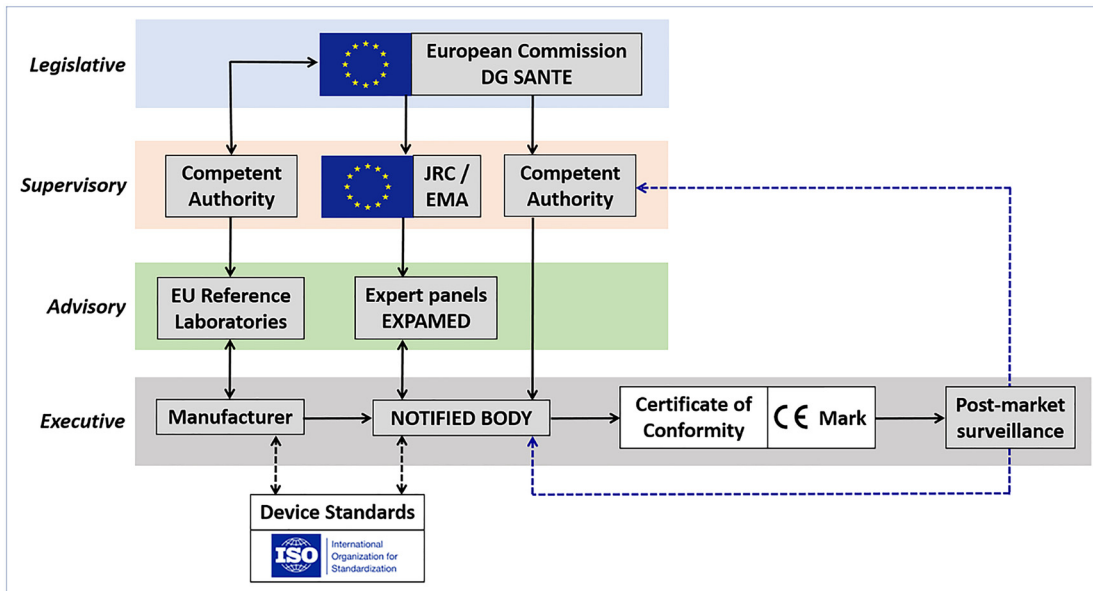 Legislative
European Commission
DG SANTE
Supervisory
Competent
Authority
JRC /
EMA
Competent
Authority
Advisory
EU Reference
Laboratories
Expert panels
EXPAMED
Executive
Manufacturer
NOTIFIED BODY
Certificate of
Conformity
CE Mark
Post-market
surveillance
Device Standards
ISO
International
Organization for
Standardization